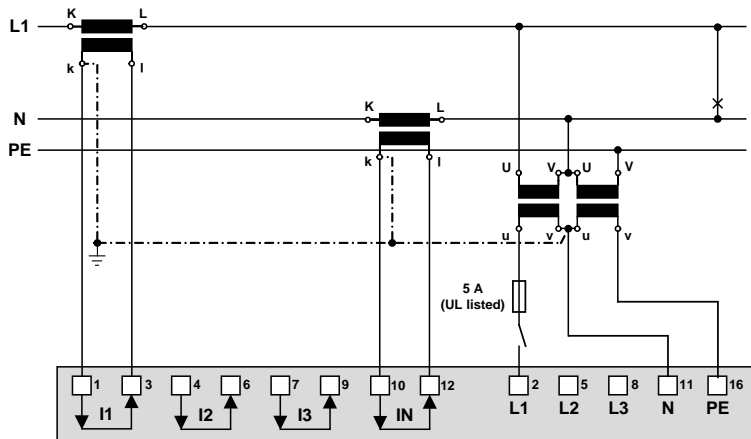 K L
L1
k l
K L
N
PE
k l
U V U V
u v u v
5 A
(UL listed)
1 3 4 6 7 9 10 12 2 5 8 11 16
I1 I2 I3 IN L1 L2 L3 N PE